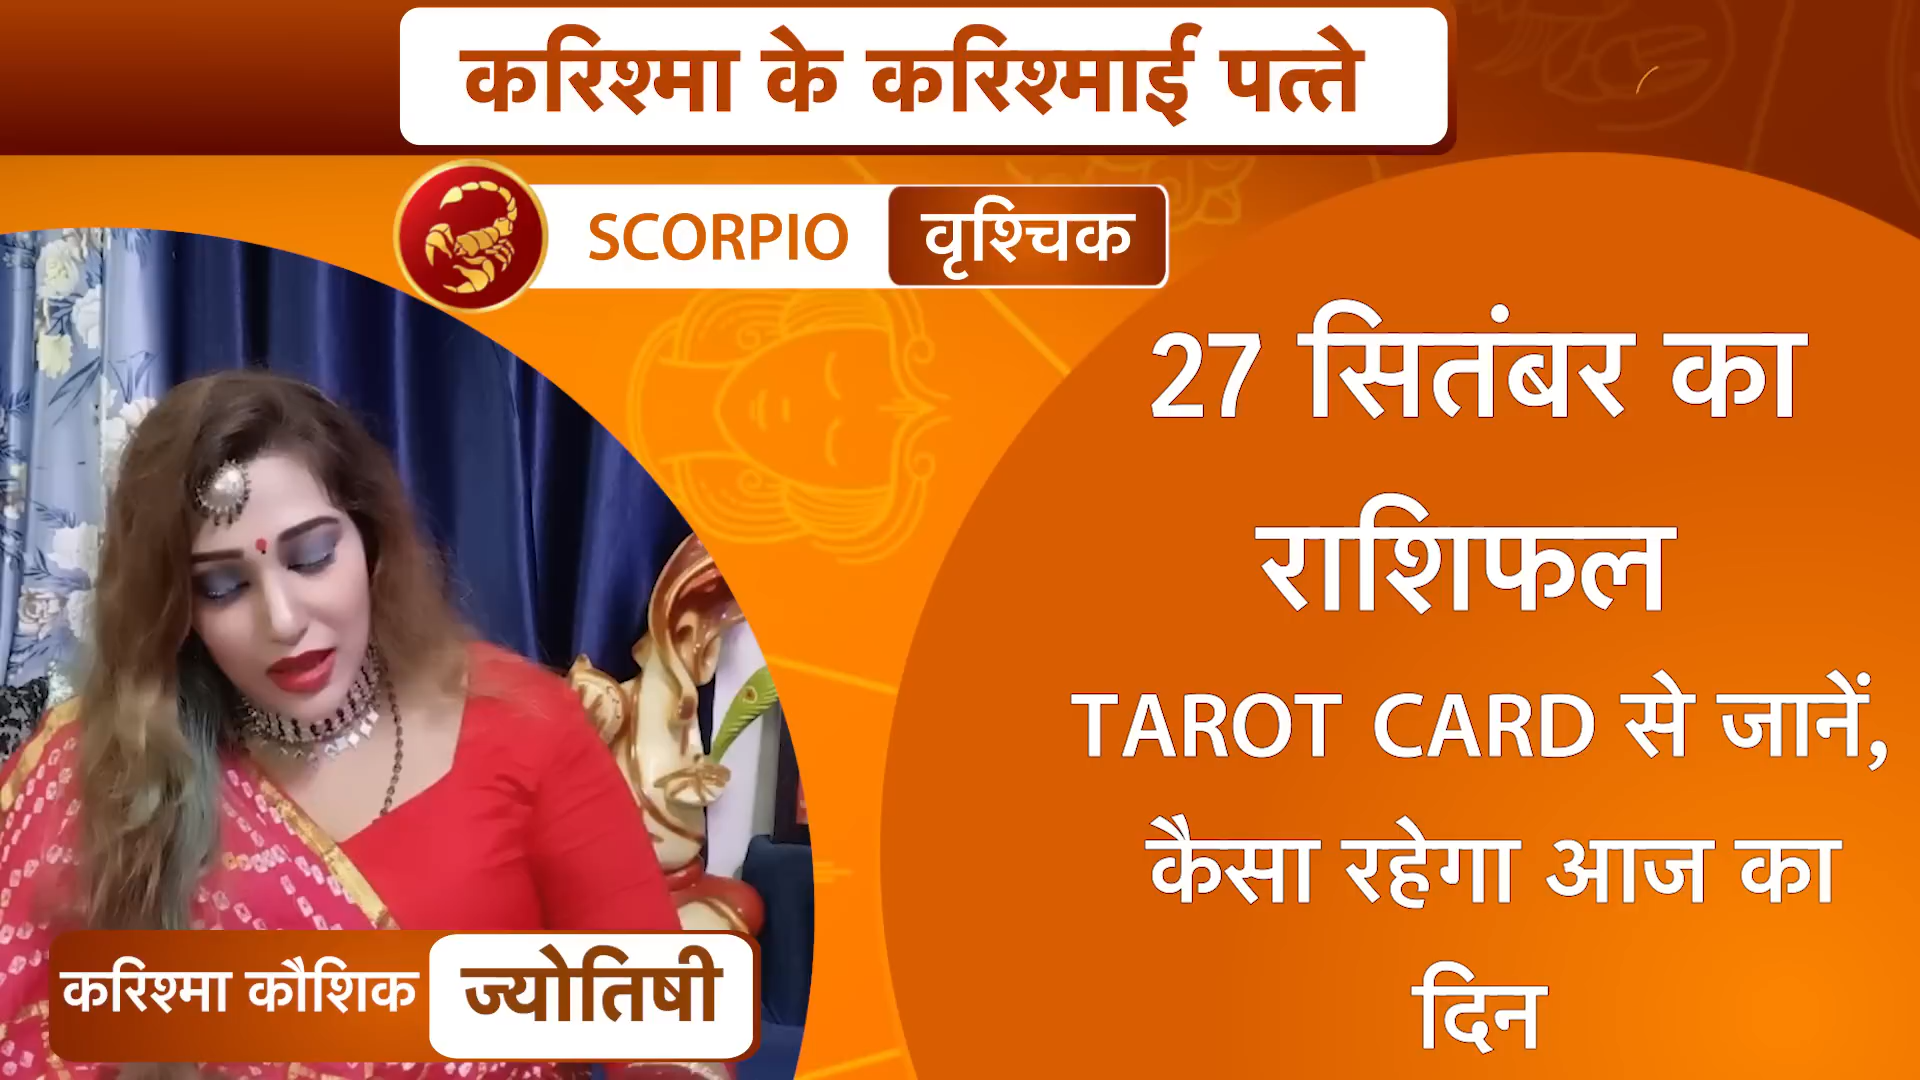 करिश्मा के करिश्माई पत्ते
SCORPIO वृश्चिक
27 सितंबर का
राशिफल
TAROT CARD से जानें,
कैसा रहेगा आज का
दिन
करिश्मा कौशिक ज्योतिषी